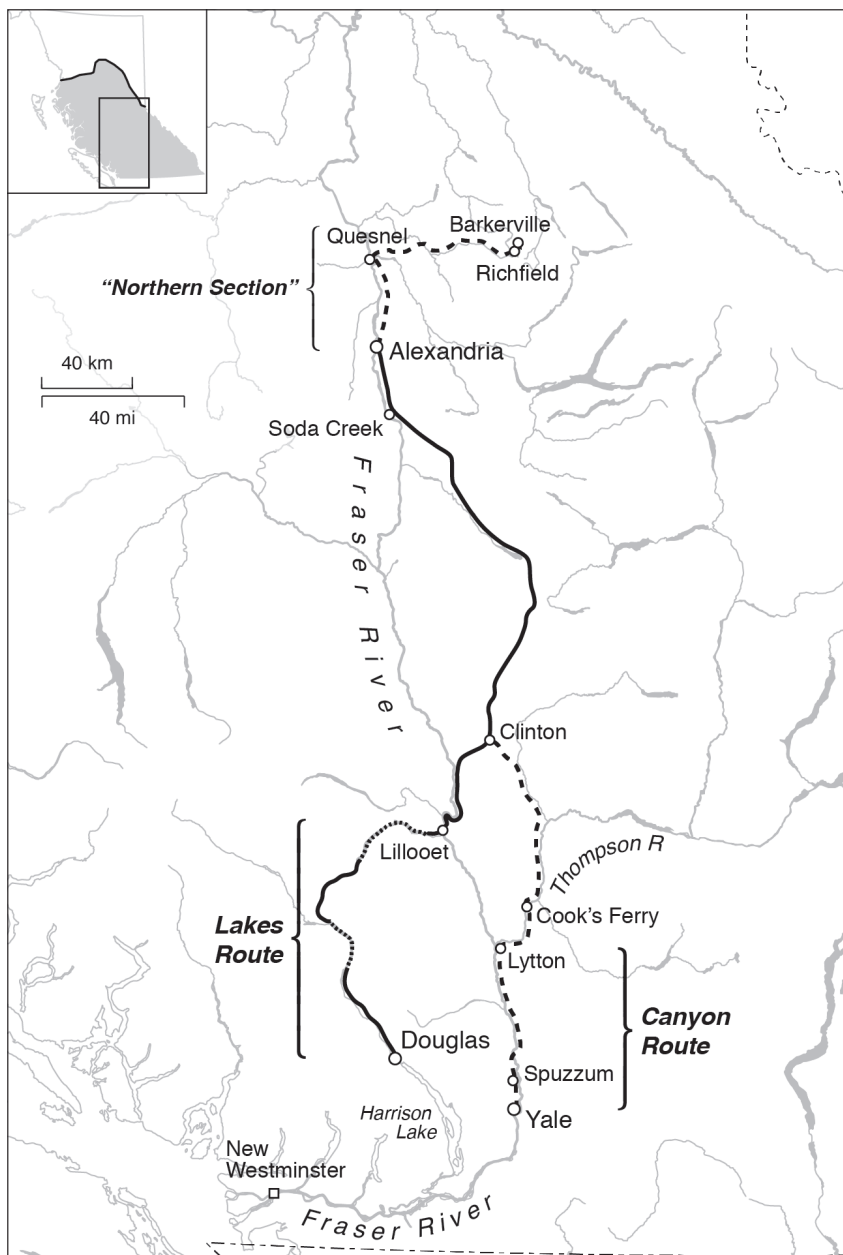 Barkerville
Quesnel
Richfield
“Northern Section”
Alexandria
40 km
40 mi
Soda Creek
Fraser River
Clinton
Lillooet
Thompson R
Cook’s Ferry
Lakes
Route
Lytton
Canyon
Route
Douglas
Spuzzum
Yale
Harrison
Lake
New
Westminster
Fraser River